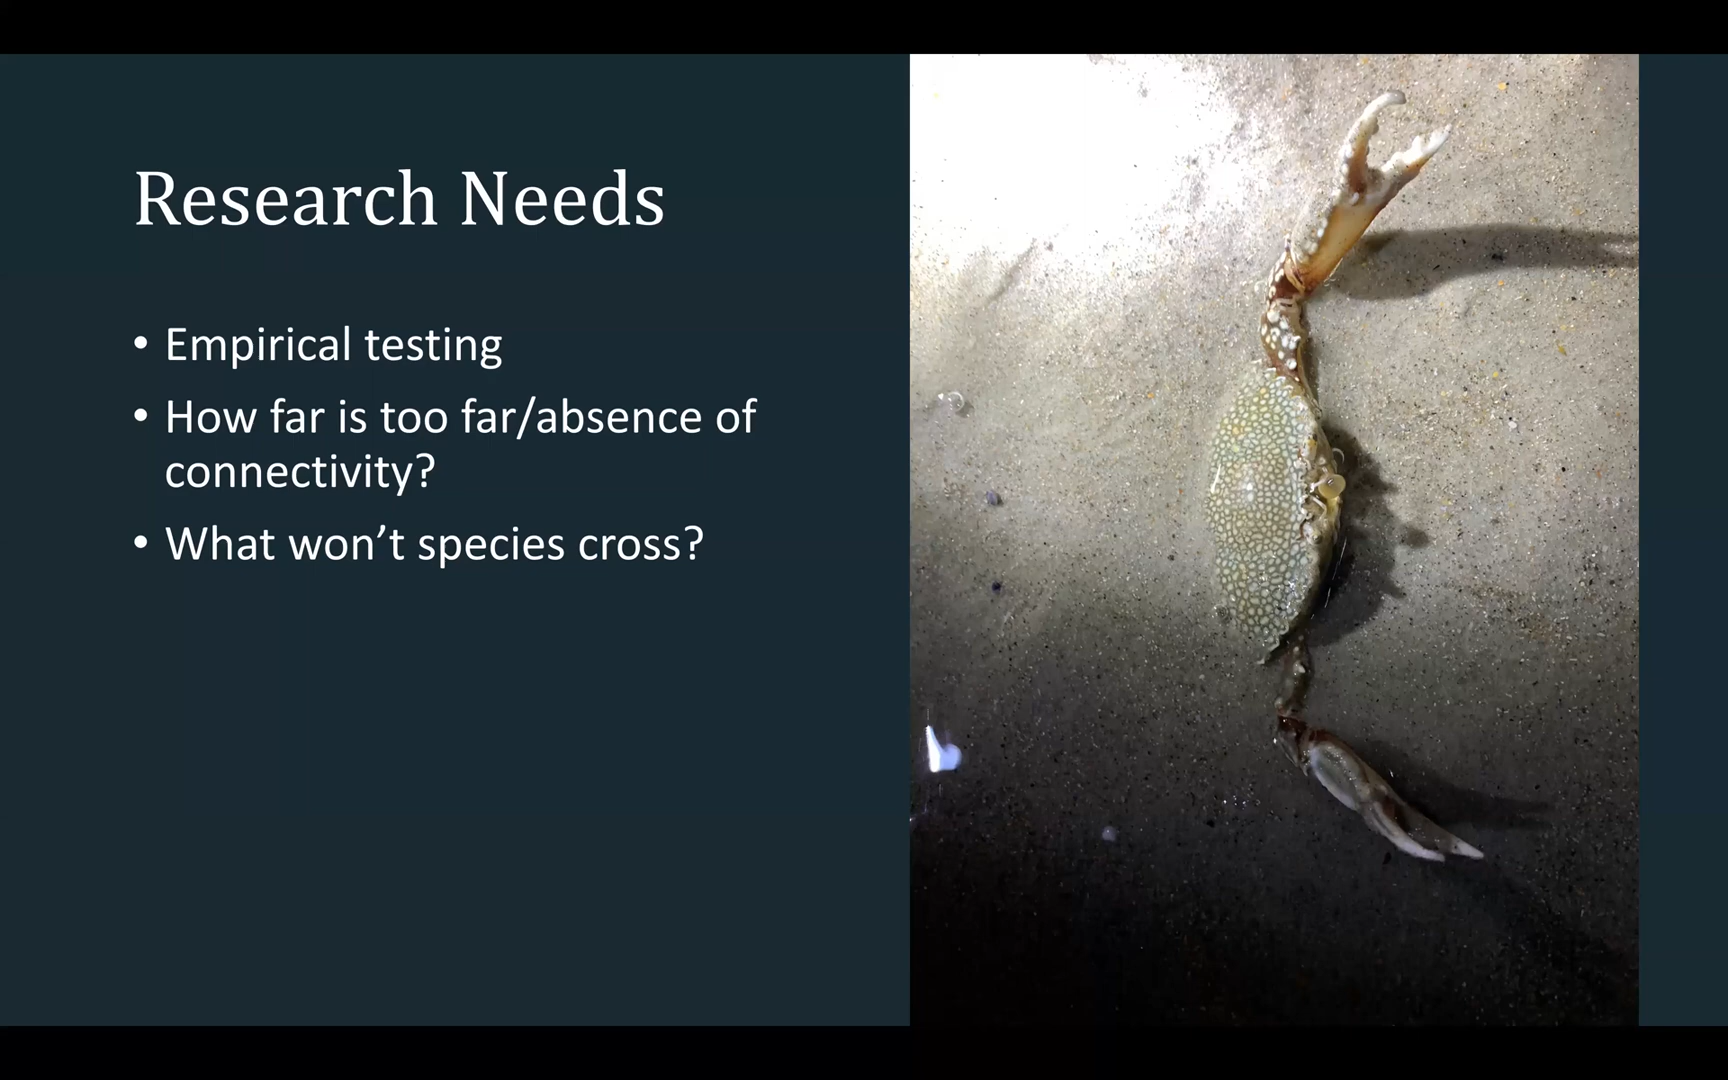 Research Needs
• Empirical testing
• How far is too far/absence of
connectivity?
• What won’t species cross?